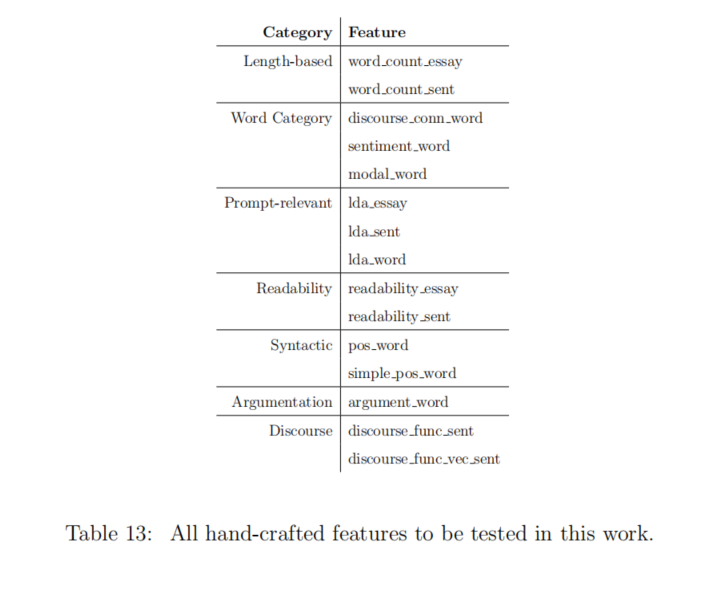 Category Feature
Length-based word_count_essay
word_count_sent
Word Category discourse_conn_word
sentiment_word
modal_word
Prompt-relevant lda_essay
lda_sent
lda_word
Readability readability_essay
readability_sent
Syntactic pos_word
simple_pos_word
Argumentation argument_word
Discourse discourse_func_sent
discourse_func_vec_sent
Table 13: All hand-crafted features to be tested in this work.